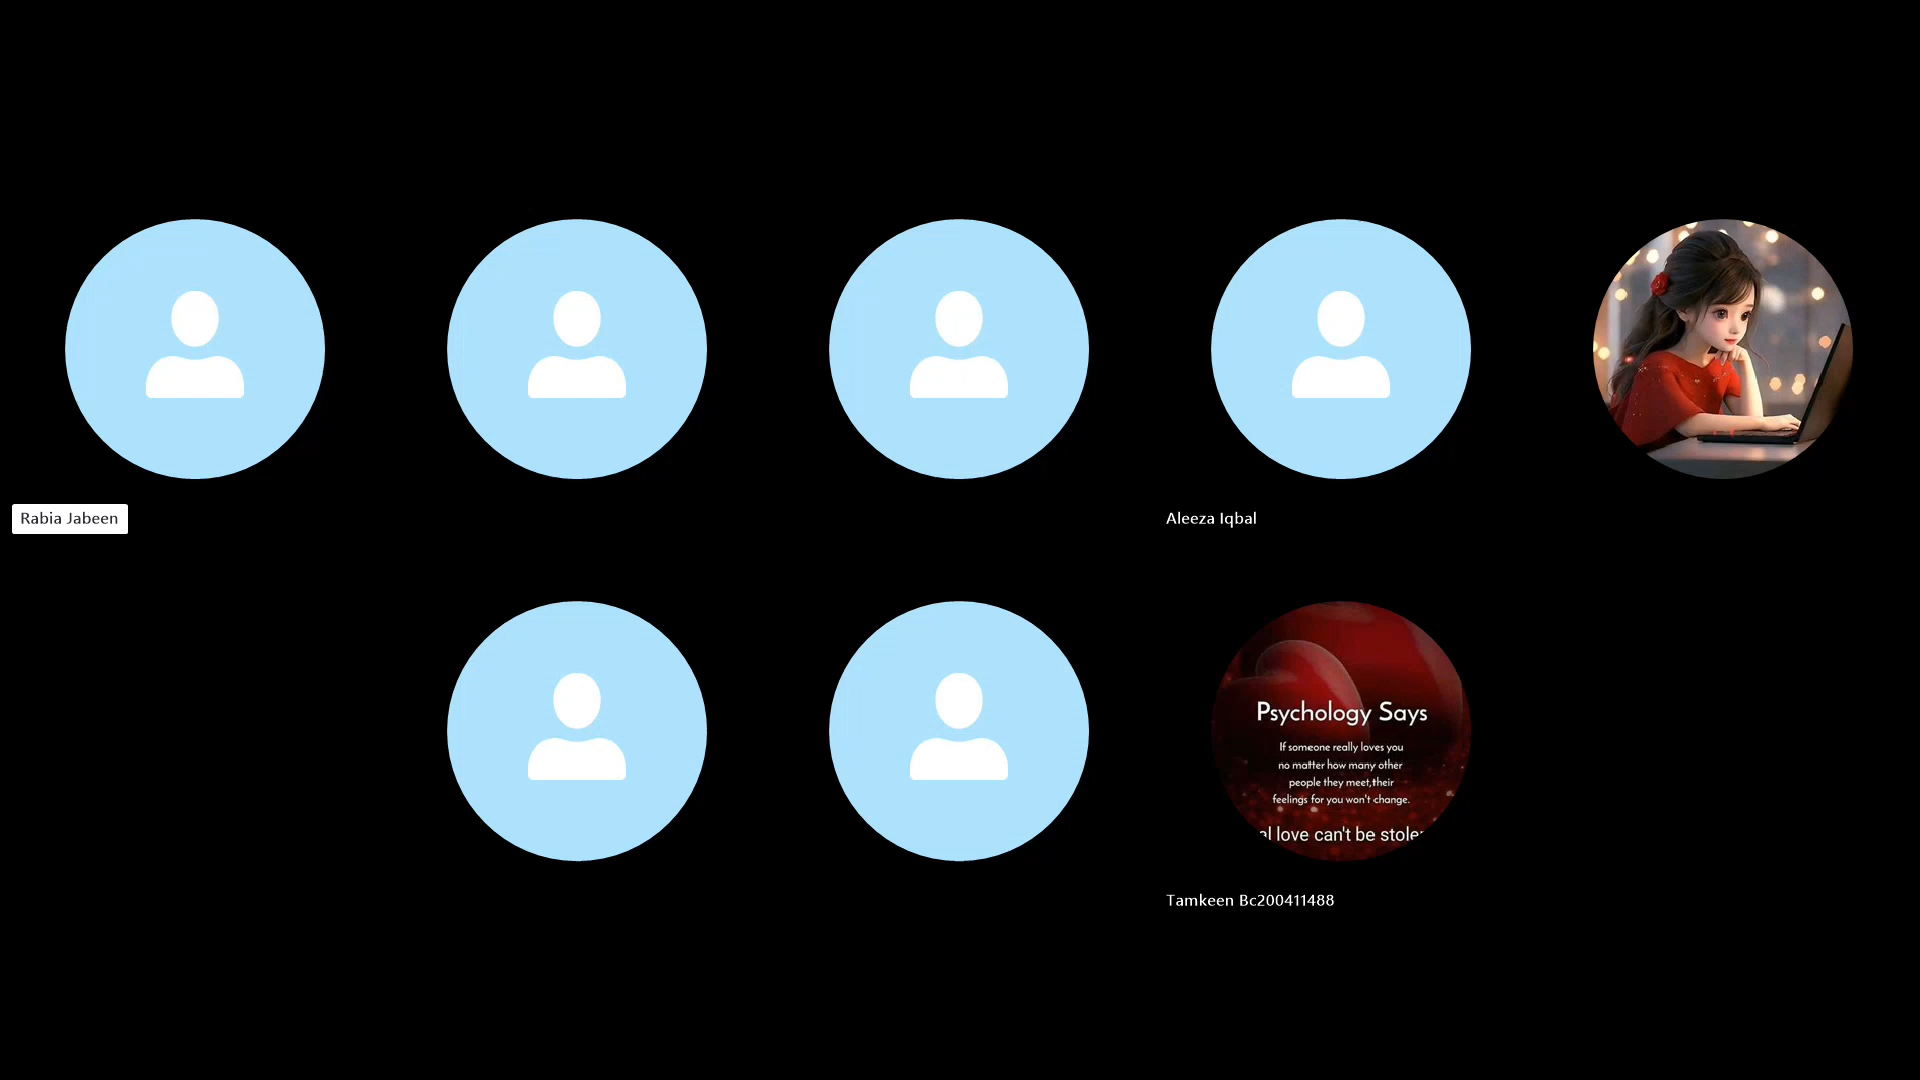 Rabia Jabeen
Aleeza Iqbal
Psychology Says
If someone really loves you
no matter how many other
people they meet,their
feelings for you won't change.
love can't be
Tamkeen Bc200411488